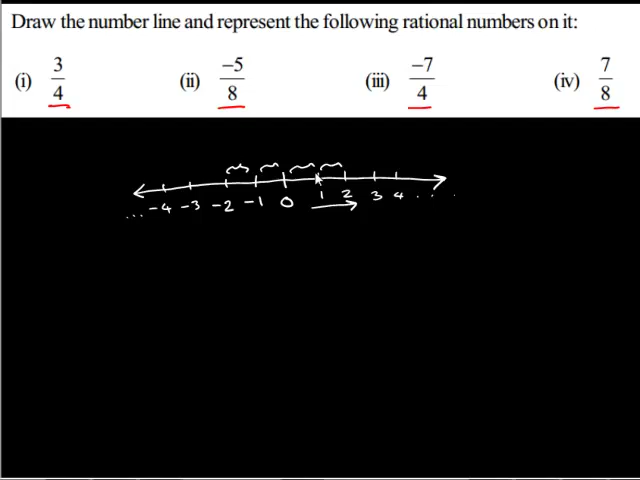 Draw the number line and represent the following rational numbers on it:
(i) 3/4 (ii) -5/8 (iii) -7/4 (iv) 7/8
... -4 -3 -2 -1 0 1 2 3 4 . . .